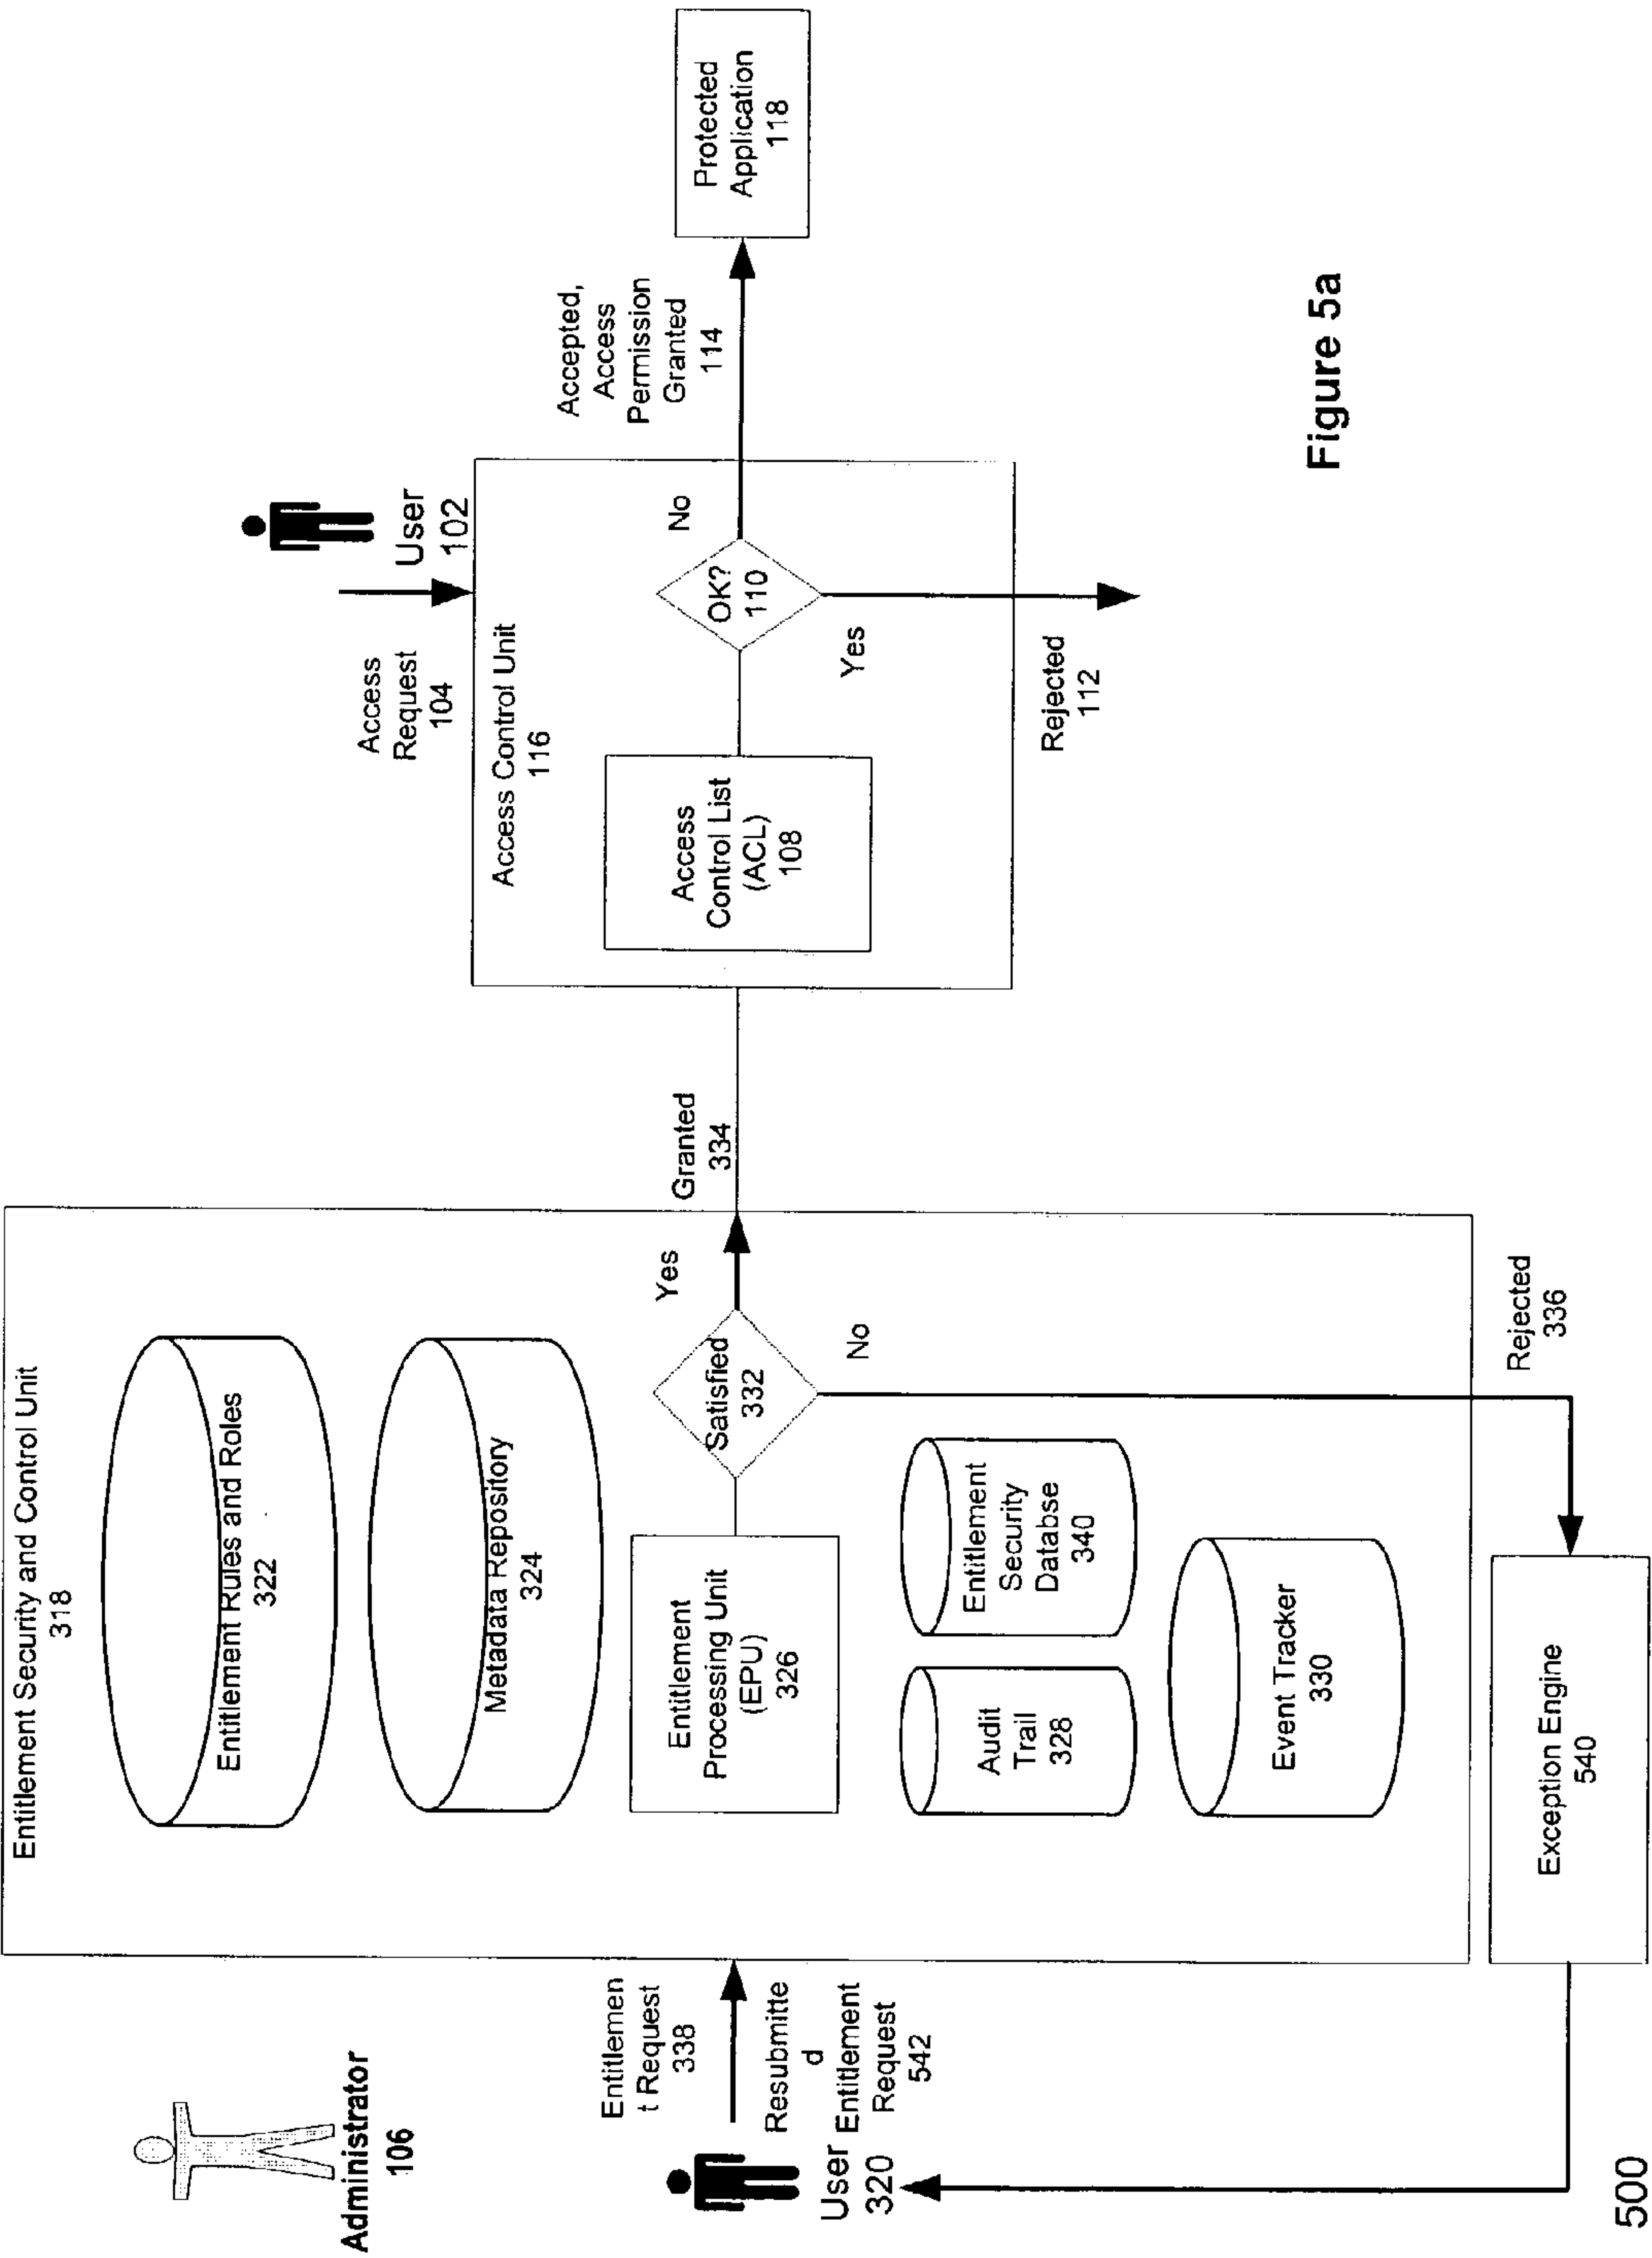 Administrator
106
Entitlemen
t Request
338
Resubmitte
d
Entitlement
Request
542
User
320
500
Entitlement Security and Control Unit
318
Entitlement Rules and Roles
322
Metadata Repository
324
Entitlement
Processing Unit
(EPU)
326
Satisfied
332
Yes
No
Audit
Trail
328
Entitlement
Security
Databse
340
Event Tracker
330
Granted
334
Rejected
336
Exception Engine
540
Access
Request
104
User
102
Access Control Unit
116
Access
Control List
(ACL)
108
OK?
110
No
Yes
Rejected
112
Accepted,
Access
Permission
Granted
114
Protected
Application
118
Figure 5a